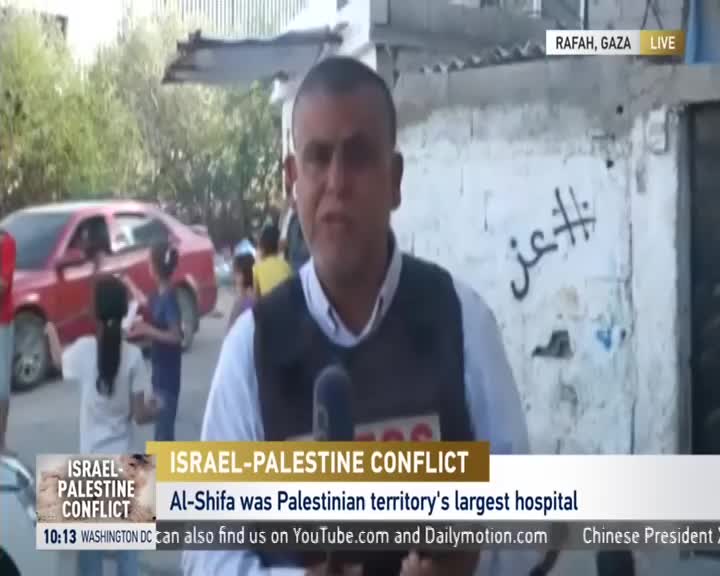 RAFAH, GAZA LIVE
#عز
ISRAEL-PALESTINE CONFLICT
ISRAEL-
PALESTINE
CONFLICT
Al-Shifa was Palestinian territory's largest hospital
10:13 WASHINGTON DC
can also find us on YouTube.com and Dailymotion.com Chinese President X